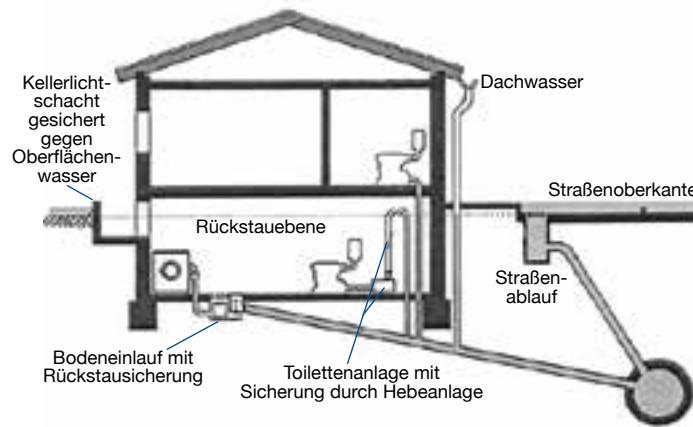 Kellerlicht-
schacht
gesichert
gegen
Oberflächen-
wasser
Dachwasser
Straßenoberkante
Rückstauebene
Straßen-
ablauf
Bodeneinlauf mit
Rückstausicherung
Toilettenanlage mit
Sicherung durch Hebeanlage